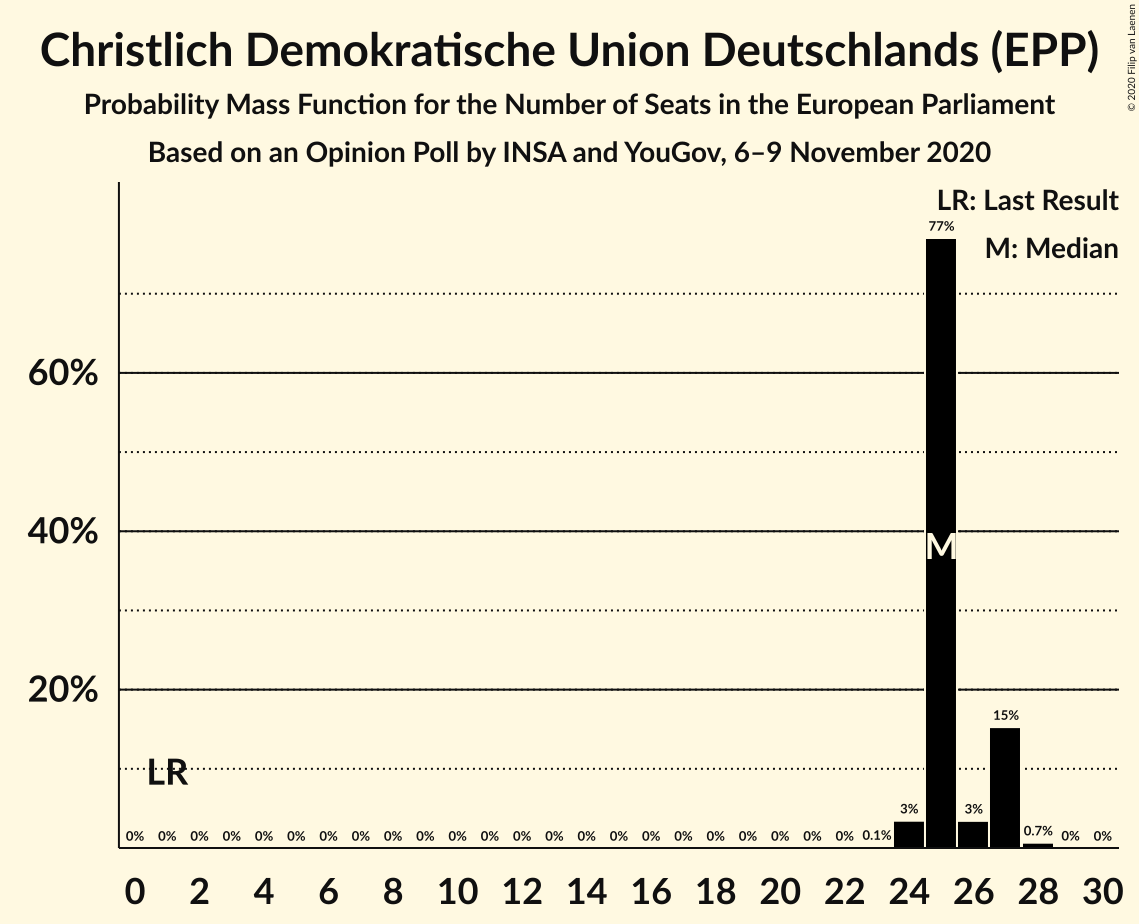 Christlich Demokratische Union Deutschlands (EPP)
Probability Mass Function for the Number of Seats in the European Parliament
Based on an Opinion Poll by INSA and YouGov, 6–9 November 2020
© 2020 Filip van Laenen
LR: Last Result
77%
M: Median
60%
40%
M
20%
15%
LR
0% 0% 0% 0% 0% 0% 0% 0% 0% 0% 0% 0% 0% 0% 0% 0% 0% 0% 0% 0% 0% 0% 0% 0.1% 3% 3% 0.7% 0% 0%
0 2 4 6 8 10 12 14 16 18 20 22 24 26 28 30